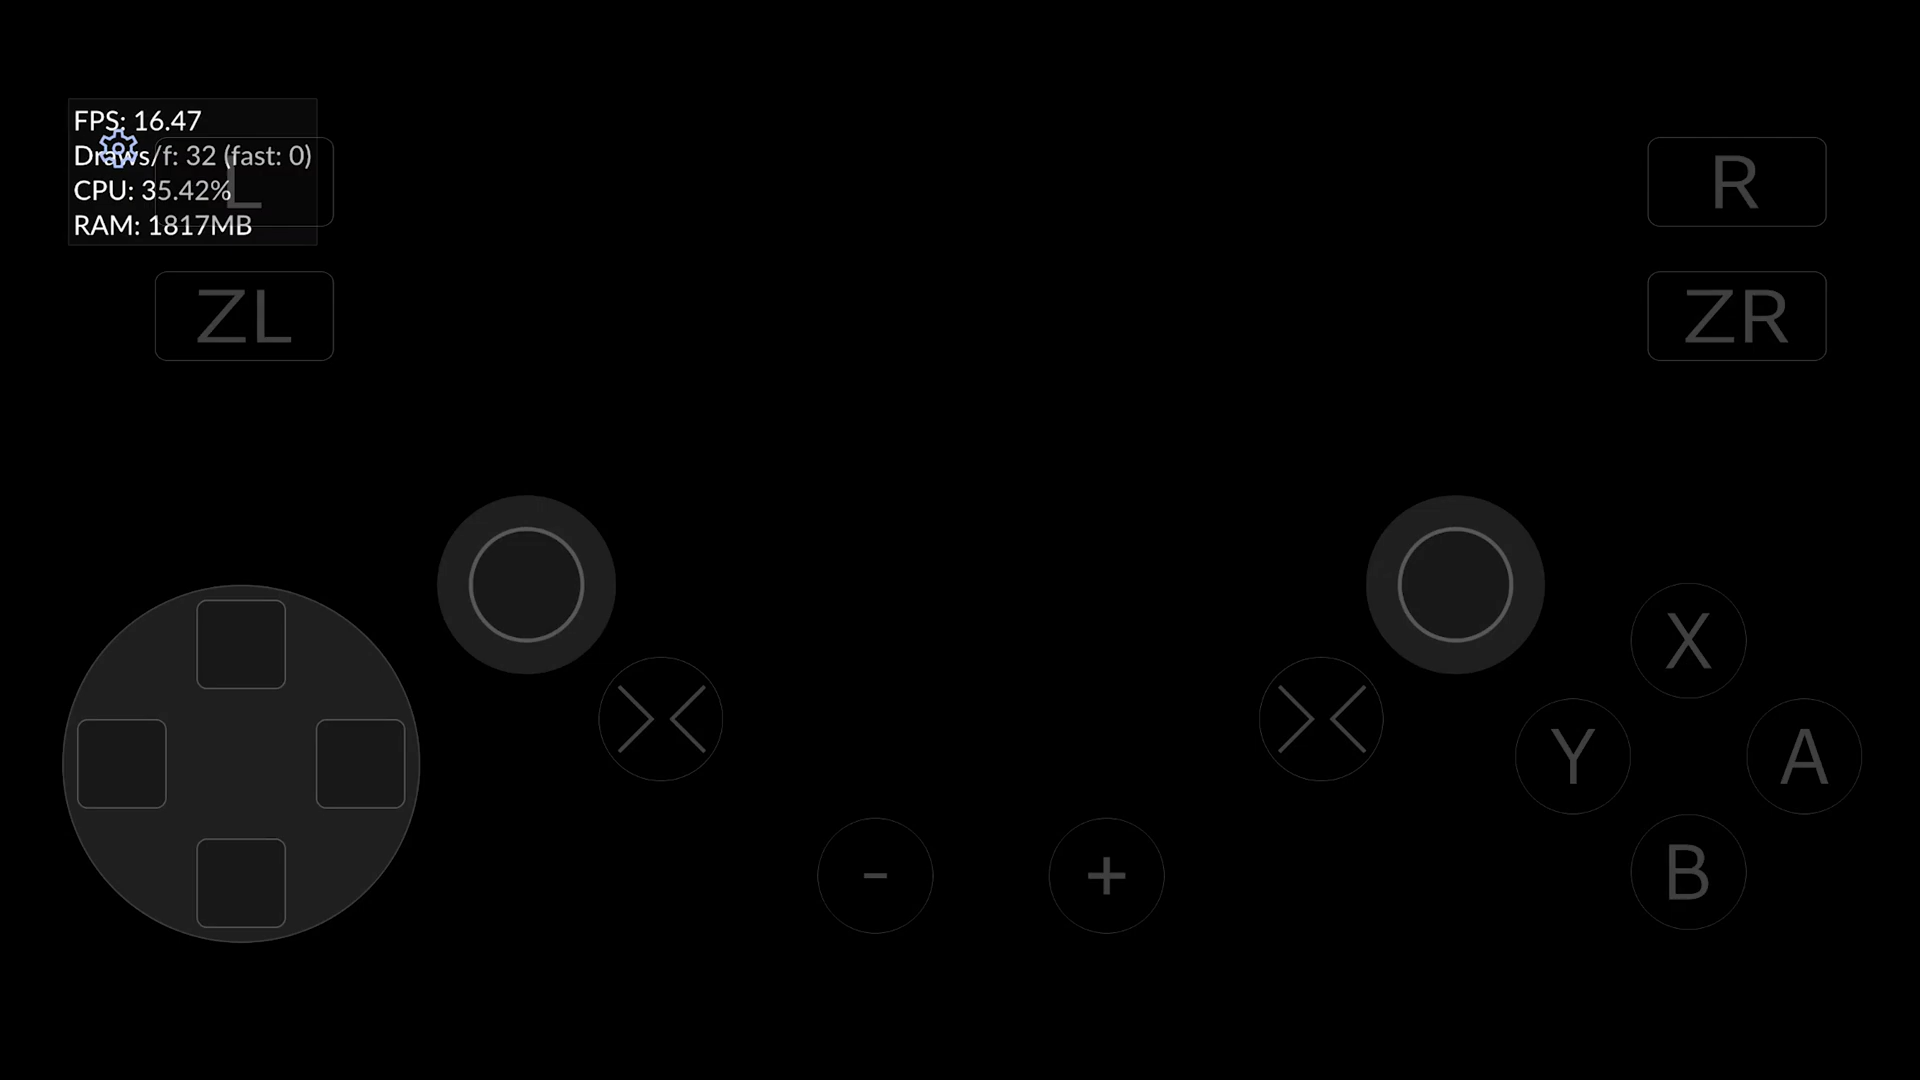 FPS: 16.47
Draws/f: 32 (fast: 0)
CPU: 35.42%
RAM: 1817MB
L
R
ZL
ZR
X
Y
A
B
-
+